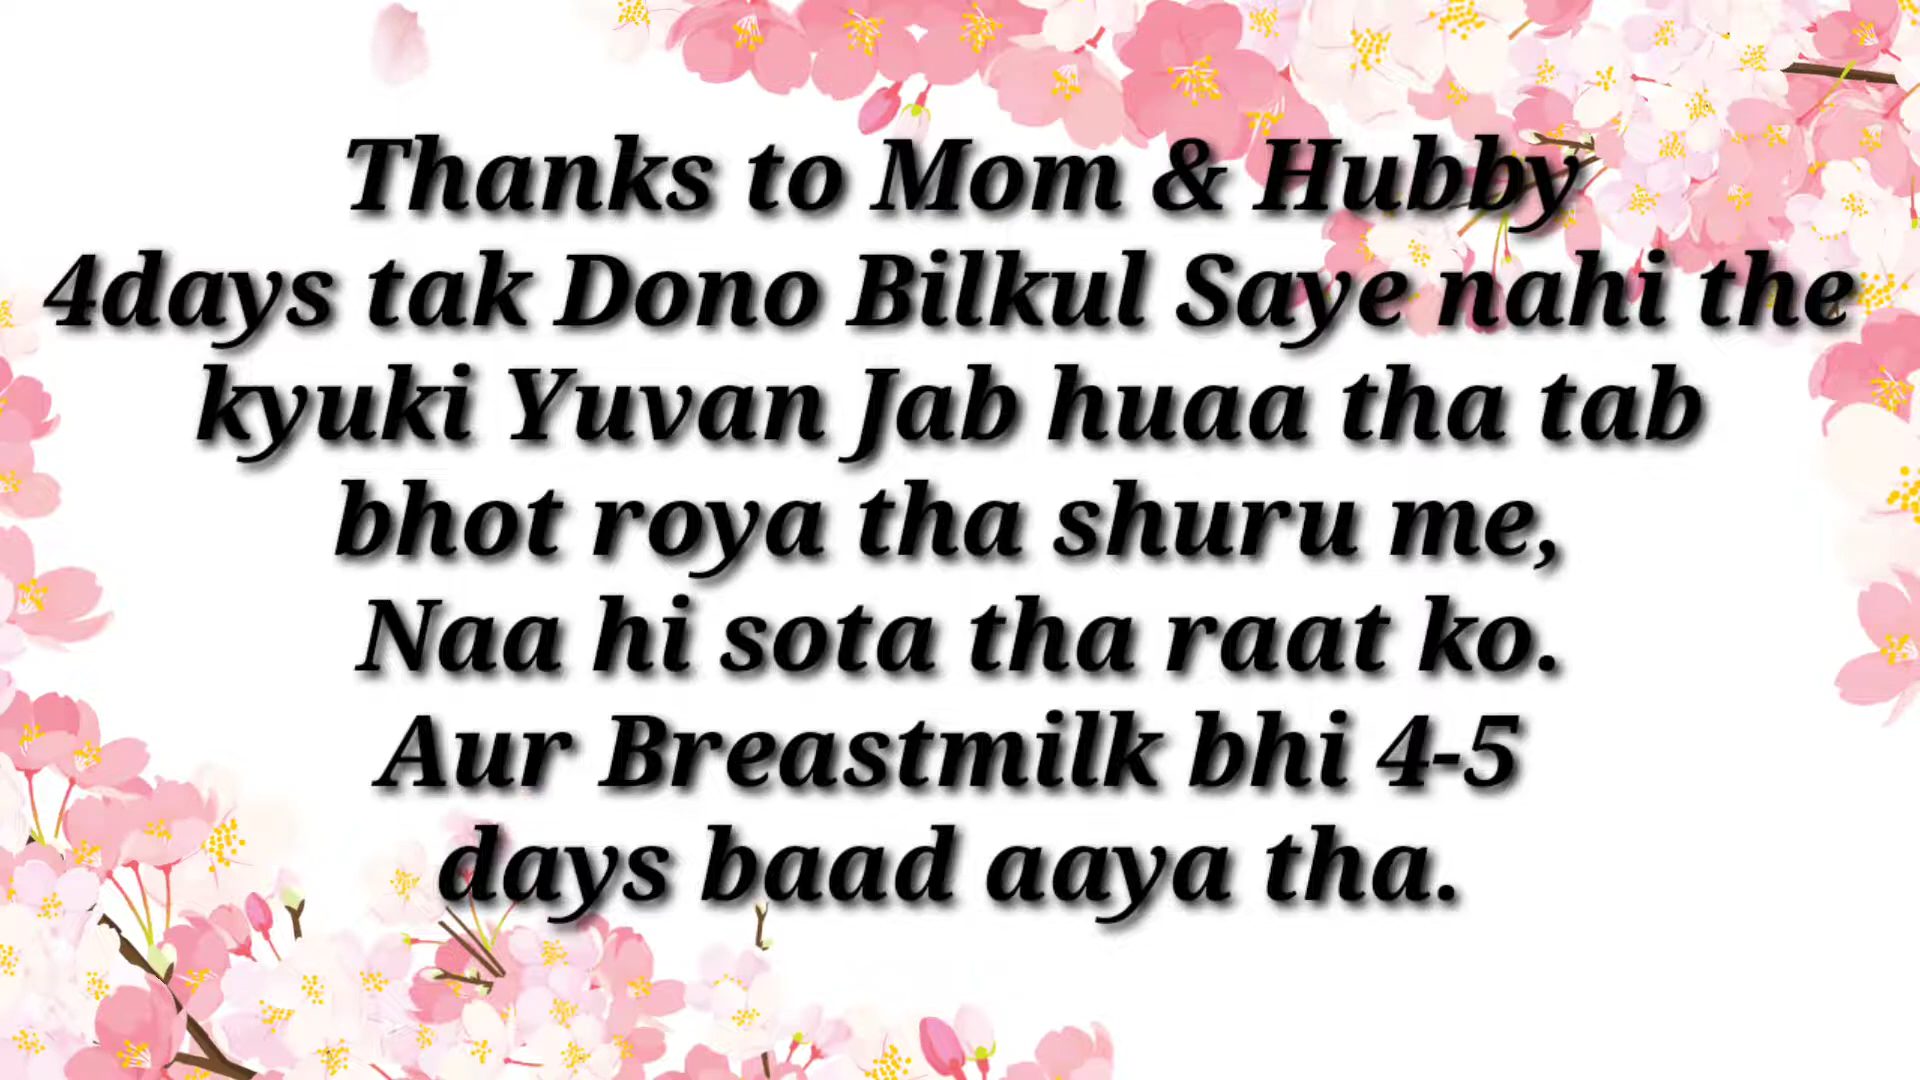 Thanks to Mom & Hubby
4days tak Dono Bilkul Saye nahi the
kyuki Yuvan Jab huaa tha tab
bhot roya tha shuru me,
Naa hi sota tha raat ko.
Aur Breastmilk bhi 4-5
days baad aaya tha.